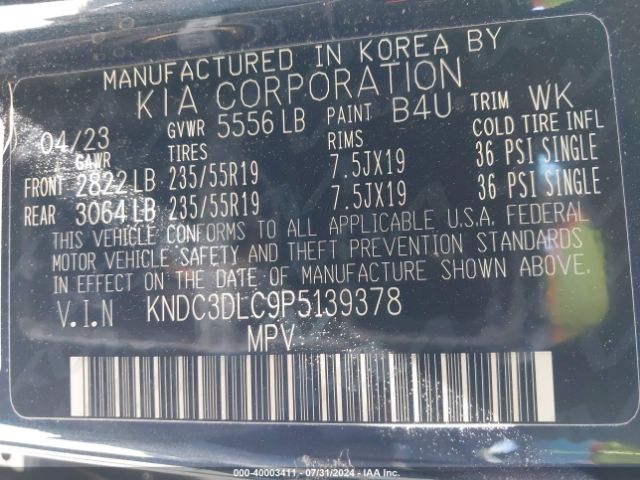 MANUFACTURED IN KOREA BY
KIA CORPORATION
04/23 GVWR 5556 LB PAINT B4U TRIM WK
GAWR TIRES RIMS COLD TIRE INFL
FRONT 2822 LB 235/55R19 7.5JX19 36 PSI SINGLE
REAR 3064 LB 235/55R19 7.5JX19 36 PSI SINGLE
THIS VEHICLE CONFORMS TO ALL APPLICABLE U.S.A. FEDERAL
MOTOR VEHICLE SAFETY AND THEFT PREVENTION STANDARDS
IN EFFECT ON THE DATE OF MANUFACTURE SHOWN ABOVE.
V.I.N KNDC3DLC9P5139378
MPV
000-40003411 - 07/31/2024 - IAA Inc.